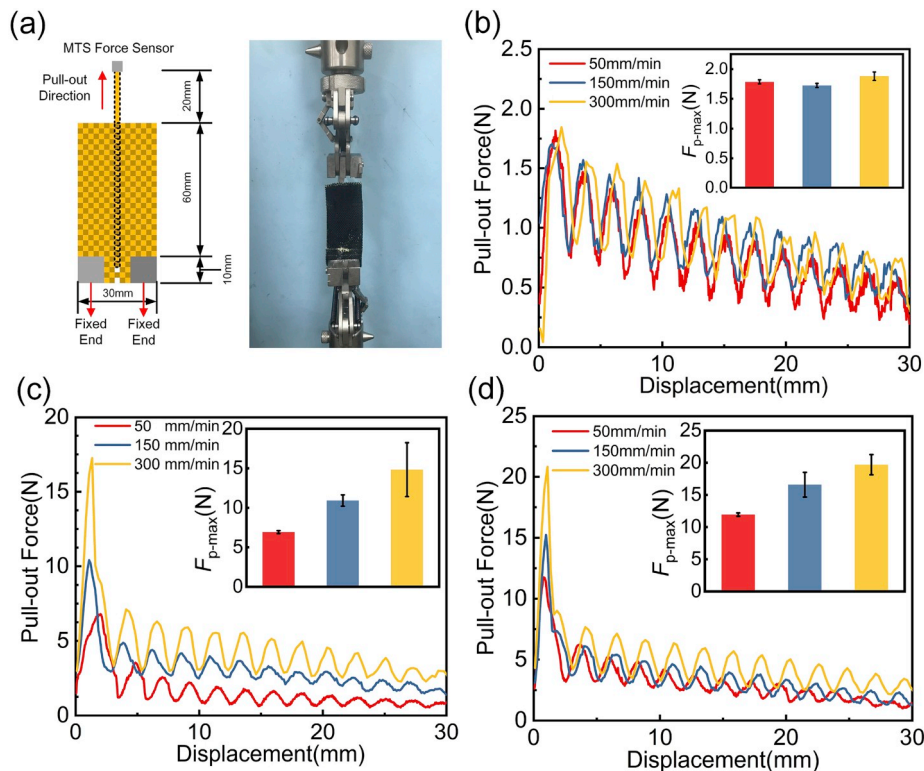 (a)
MTS Force Sensor
Pull-out
Direction
20mm
60mm
10mm
30mm
Fixed
End
Fixed
End
(b)
2.5
2.0
1.5
1.0
0.5
0.0
Pull-out Force(N)
50mm/min
150mm/min
300mm/min
2.0
1.5
1.0
0.5
0.0
Fp-max(N)
0
10
20
30
Displacement(mm)
(c)
20
15
10
5
0
Pull-out Force(N)
50 mm/min
150 mm/min
300 mm/min
20
15
10
5
0
Fp-max(N)
0
10
20
30
Displacement(mm)
(d)
25
20
15
10
5
0
Pull-out Force(N)
50mm/min
150mm/min
300mm/min
25
20
15
10
5
0
Fp-max(N)
0
10
20
30
Displacement(mm)